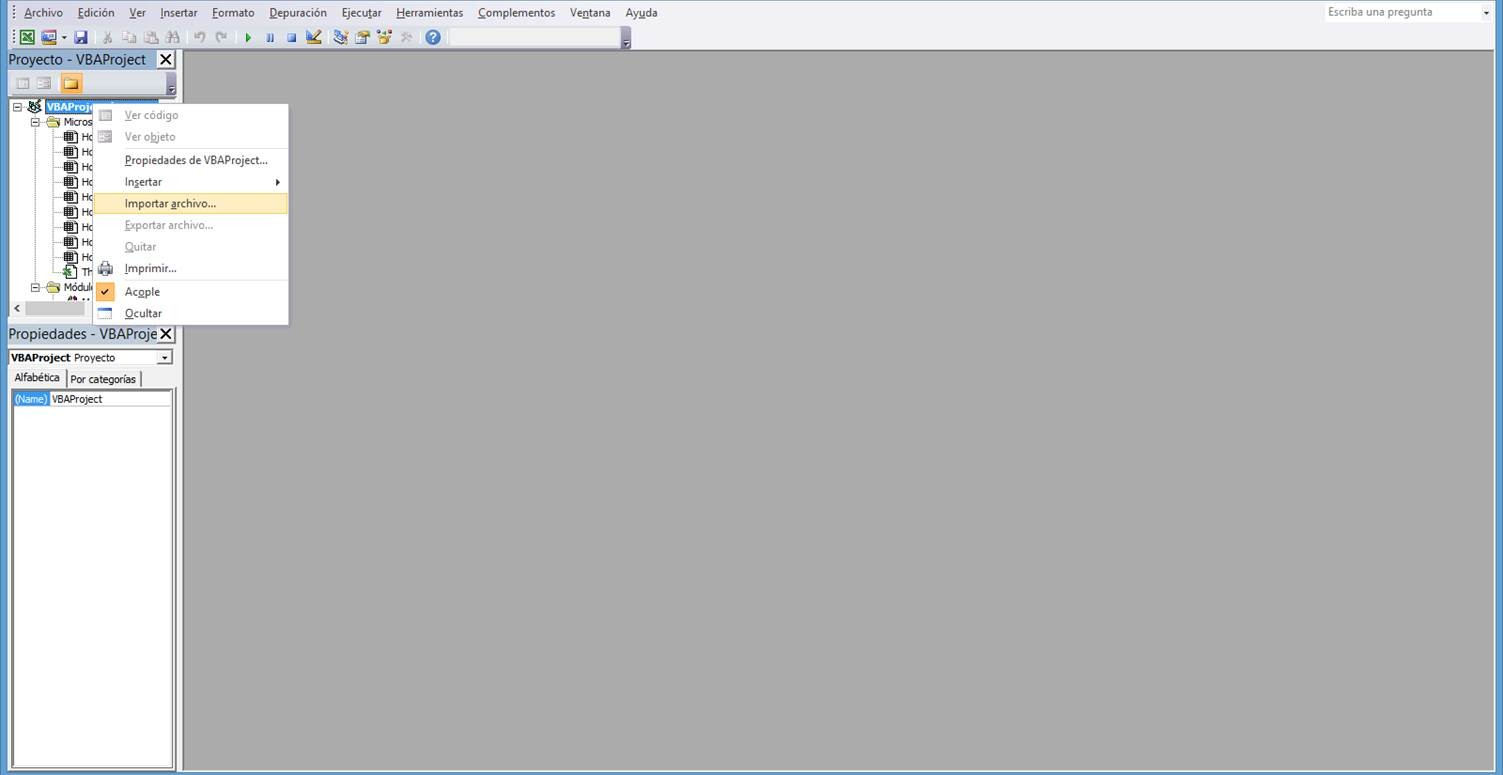 Archivo Edición Ver Insertar Formato Depuración Ejecutar Herramientas Complementos Ventana Ayuda Escriba una pregunta
Proyecto - VBAProject
VBAProje
Micros
Ho
Ho
Ho
Ho
Ho
Ho
Ho
Ho
Ho
Th
Módul
Ver código
Ver objeto
Propiedades de VBAProject...
Insertar
Importar archivo...
Exportar archivo...
Quitar
Imprimir...
Acople
Ocultar
Propiedades - VBAProje
VBAProject Proyecto
Alfabética Por categorías
(Name) VBAProject